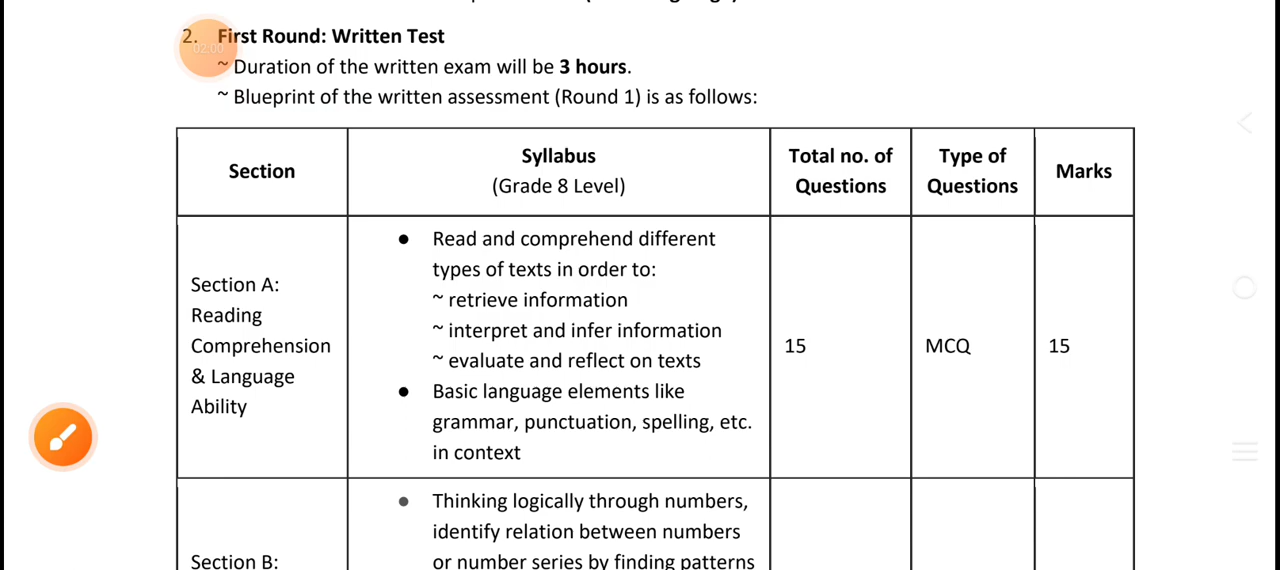 2. First Round: Written Test
02:00
~ Duration of the written exam will be 3 hours.
~ Blueprint of the written assessment (Round 1) is as follows:
Section
Syllabus
(Grade 8 Level)
Total no. of
Questions
Type of
Questions
Marks
Section A:
Reading
Comprehension
& Language
Ability
● Read and comprehend different
types of texts in order to:
~ retrieve information
~ interpret and infer information
~ evaluate and reflect on texts
● Basic language elements like
grammar, punctuation, spelling, etc.
in context
15
MCQ
15
Section B:
● Thinking logically through numbers,
identify relation between numbers
or number series by finding patterns